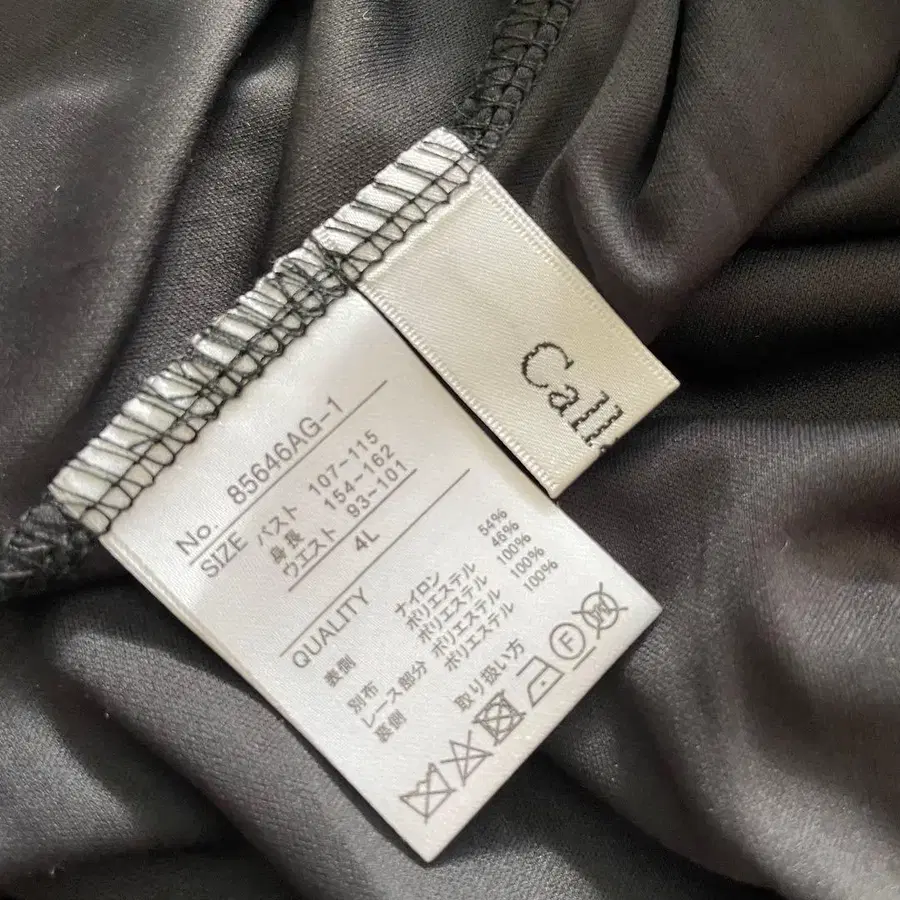 No. 85646AG-1
SIZE バスト 107~115
身長 154~162
ウエスト 93~101
4L
QUALITY
表側 ナイロン 54%
ポリエステル 46%
別布 ポリエステル 100%
レース部分 ポリエステル 100%
裏側 ポリエステル 100%
取り扱い方
F
W
Call